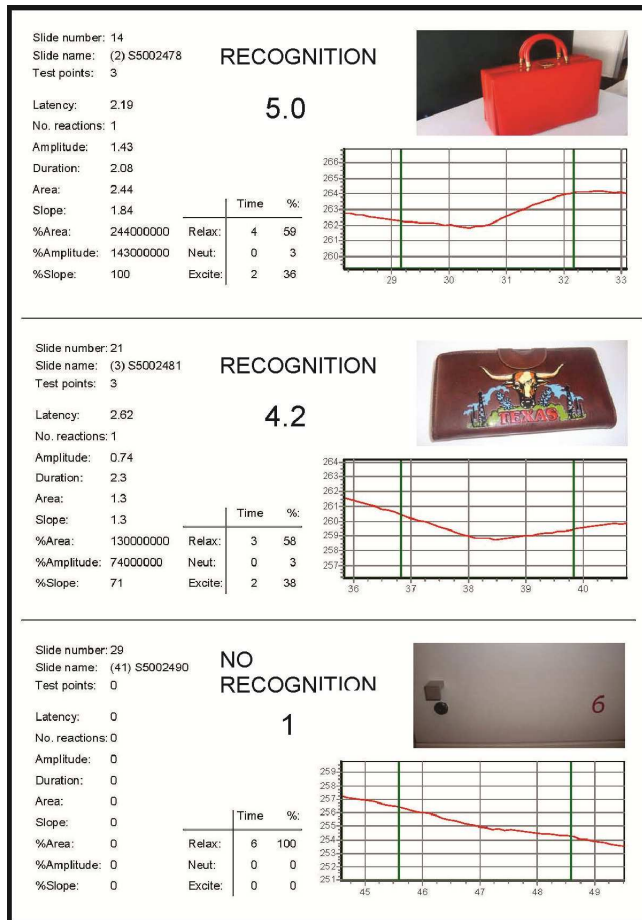 Slide number: 14
Slide name: (2) S5002478
Test points: 3
RECOGNITION
5.0
Latency: 2.19
No. reactions: 1
Amplitude: 1.43
Duration: 2.08
Area: 2.44
Slope: 1.84
%Area: 244000000
%Amplitude: 143000000
%Slope: 100
Time %:
Relax: 4 59
Neut: 0 3
Excite: 2 36
266
265
264
263
262
261
260
29 30 31 32 33
Slide number: 21
Slide name: (3) S5002481
Test points: 3
RECOGNITION
4.2
TEXAS
Latency: 2.62
No. reactions: 1
Amplitude: 0.74
Duration: 2.3
Area: 1.3
Slope: 1.3
%Area: 130000000
%Amplitude: 74000000
%Slope: 71
Time %:
Relax: 3 58
Neut: 0 3
Excite: 2 38
264
263
262
261
260
259
258
257
36 37 38 39 40
Slide number: 29
Slide name: (41) S5002490
Test points: 0
NO
RECOGNITION
1
6
Latency: 0
No. reactions: 0
Amplitude: 0
Duration: 0
Area: 0
Slope: 0
%Area: 0
%Amplitude: 0
%Slope: 0
Time %:
Relax: 6 100
Neut: 0 0
Excite: 0 0
259
258
257
256
255
254
253
252
251
45 46 47 48 49